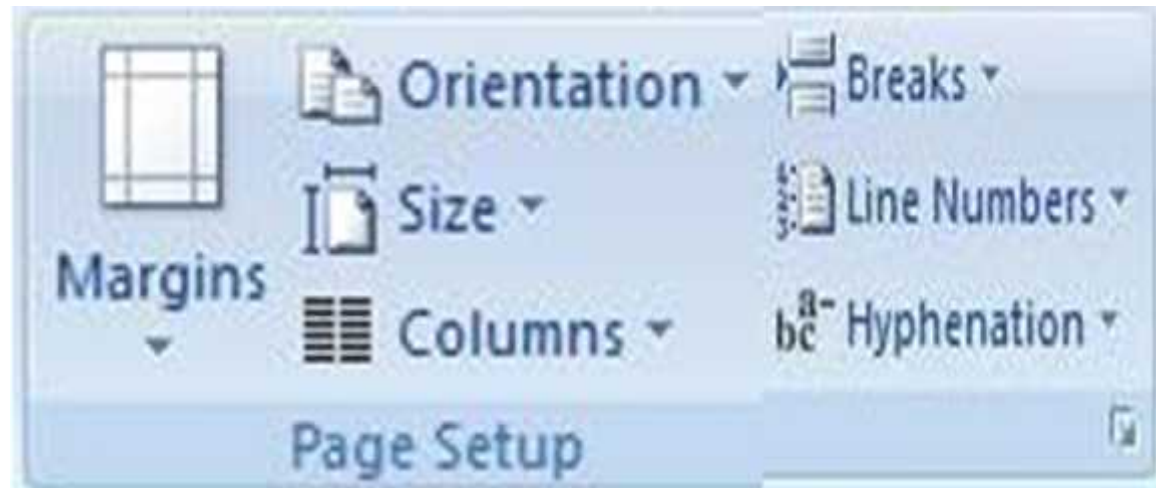 Margins
Orientation
Size
Columns
Breaks
Line Numbers
Hyphenation
Page Setup